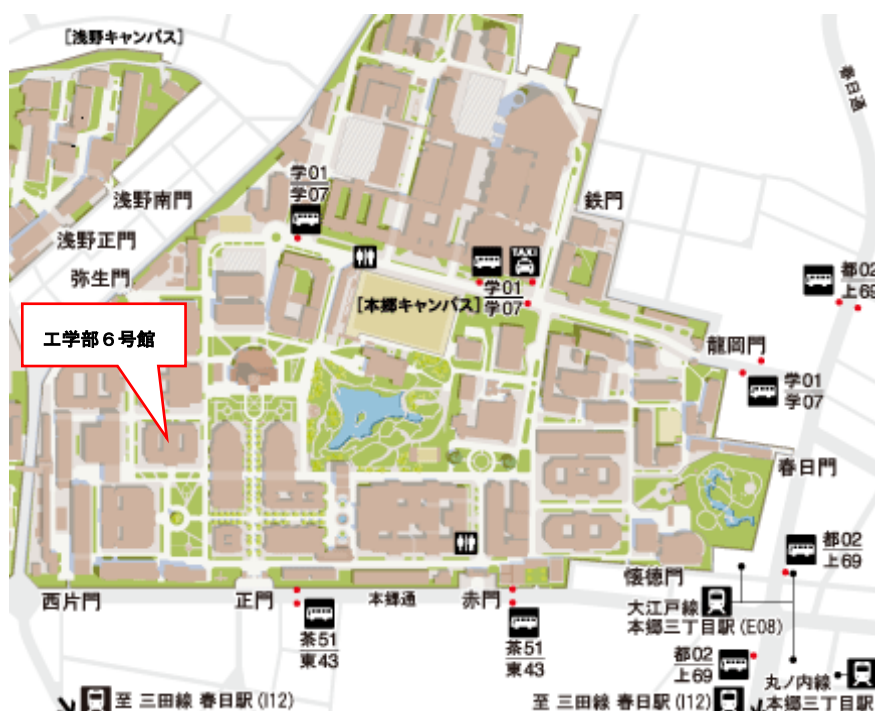 [浅野キャンパス]
春日通
学01
学07
浅野南門
鉄門
浅野正門
弥生門
TAXI
学01
学07
都02
上69
[本郷キャンパス]
工学部6号館
龍岡門
学01
学07
春日門
都02
上69
懐徳門
西片門
正門
本郷通
赤門
大江戸線
本郷三丁目駅(E08)
茶51
東43
茶51
東43
都02
上69
丸ノ内線
本郷三丁目駅
至 三田線 春日駅(I12)
至 三田線 春日駅(I12)